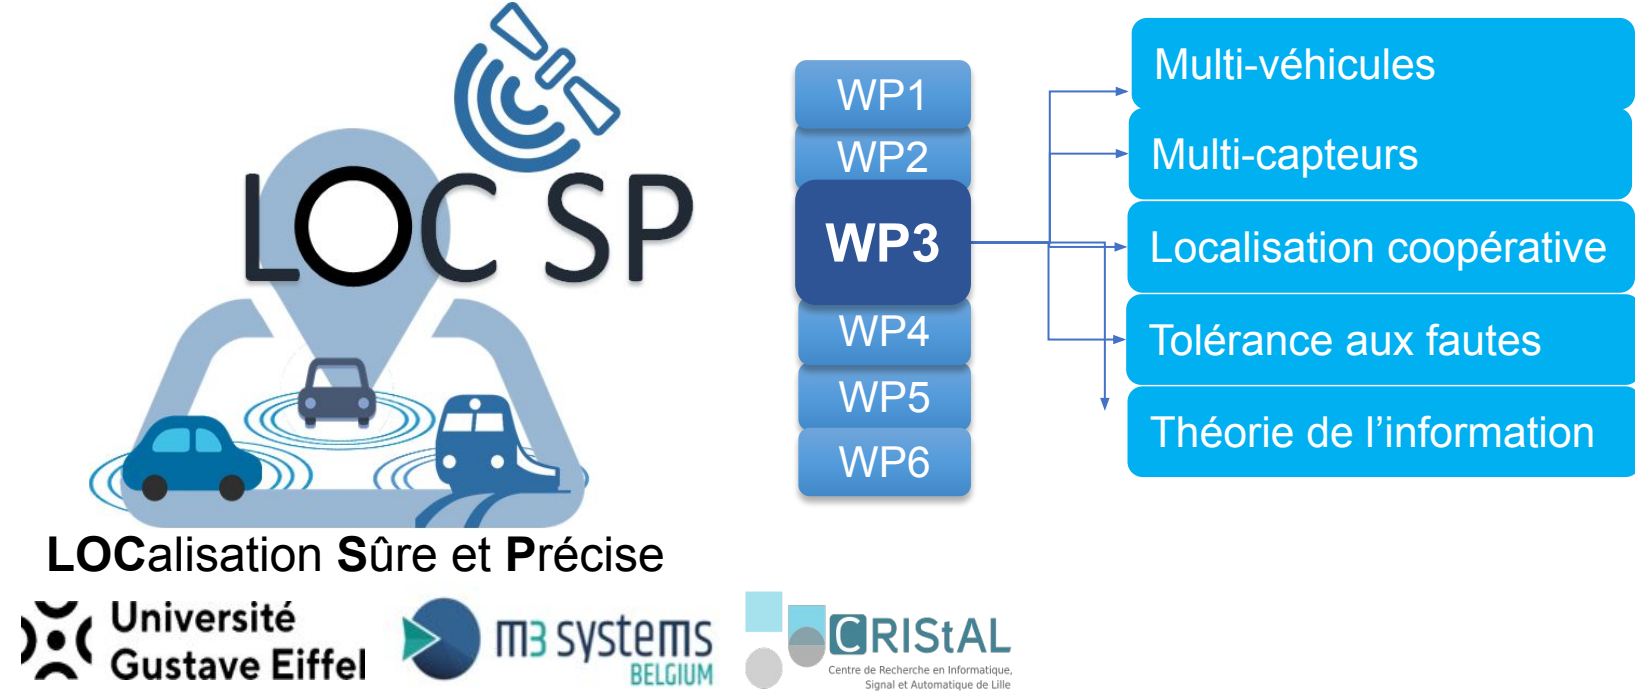 LOC SP
LOCalisation Sûre et Précise
WP1
WP2
WP3
WP4
WP5
WP6
Multi-véhicules
Multi-capteurs
Localisation coopérative
Tolérance aux fautes
Théorie de l’information
Université
Gustave Eiffel
m3 systems
BELGIUM
CRIStAL
Centre de Recherche en Informatique,
Signal et Automatique de Lille